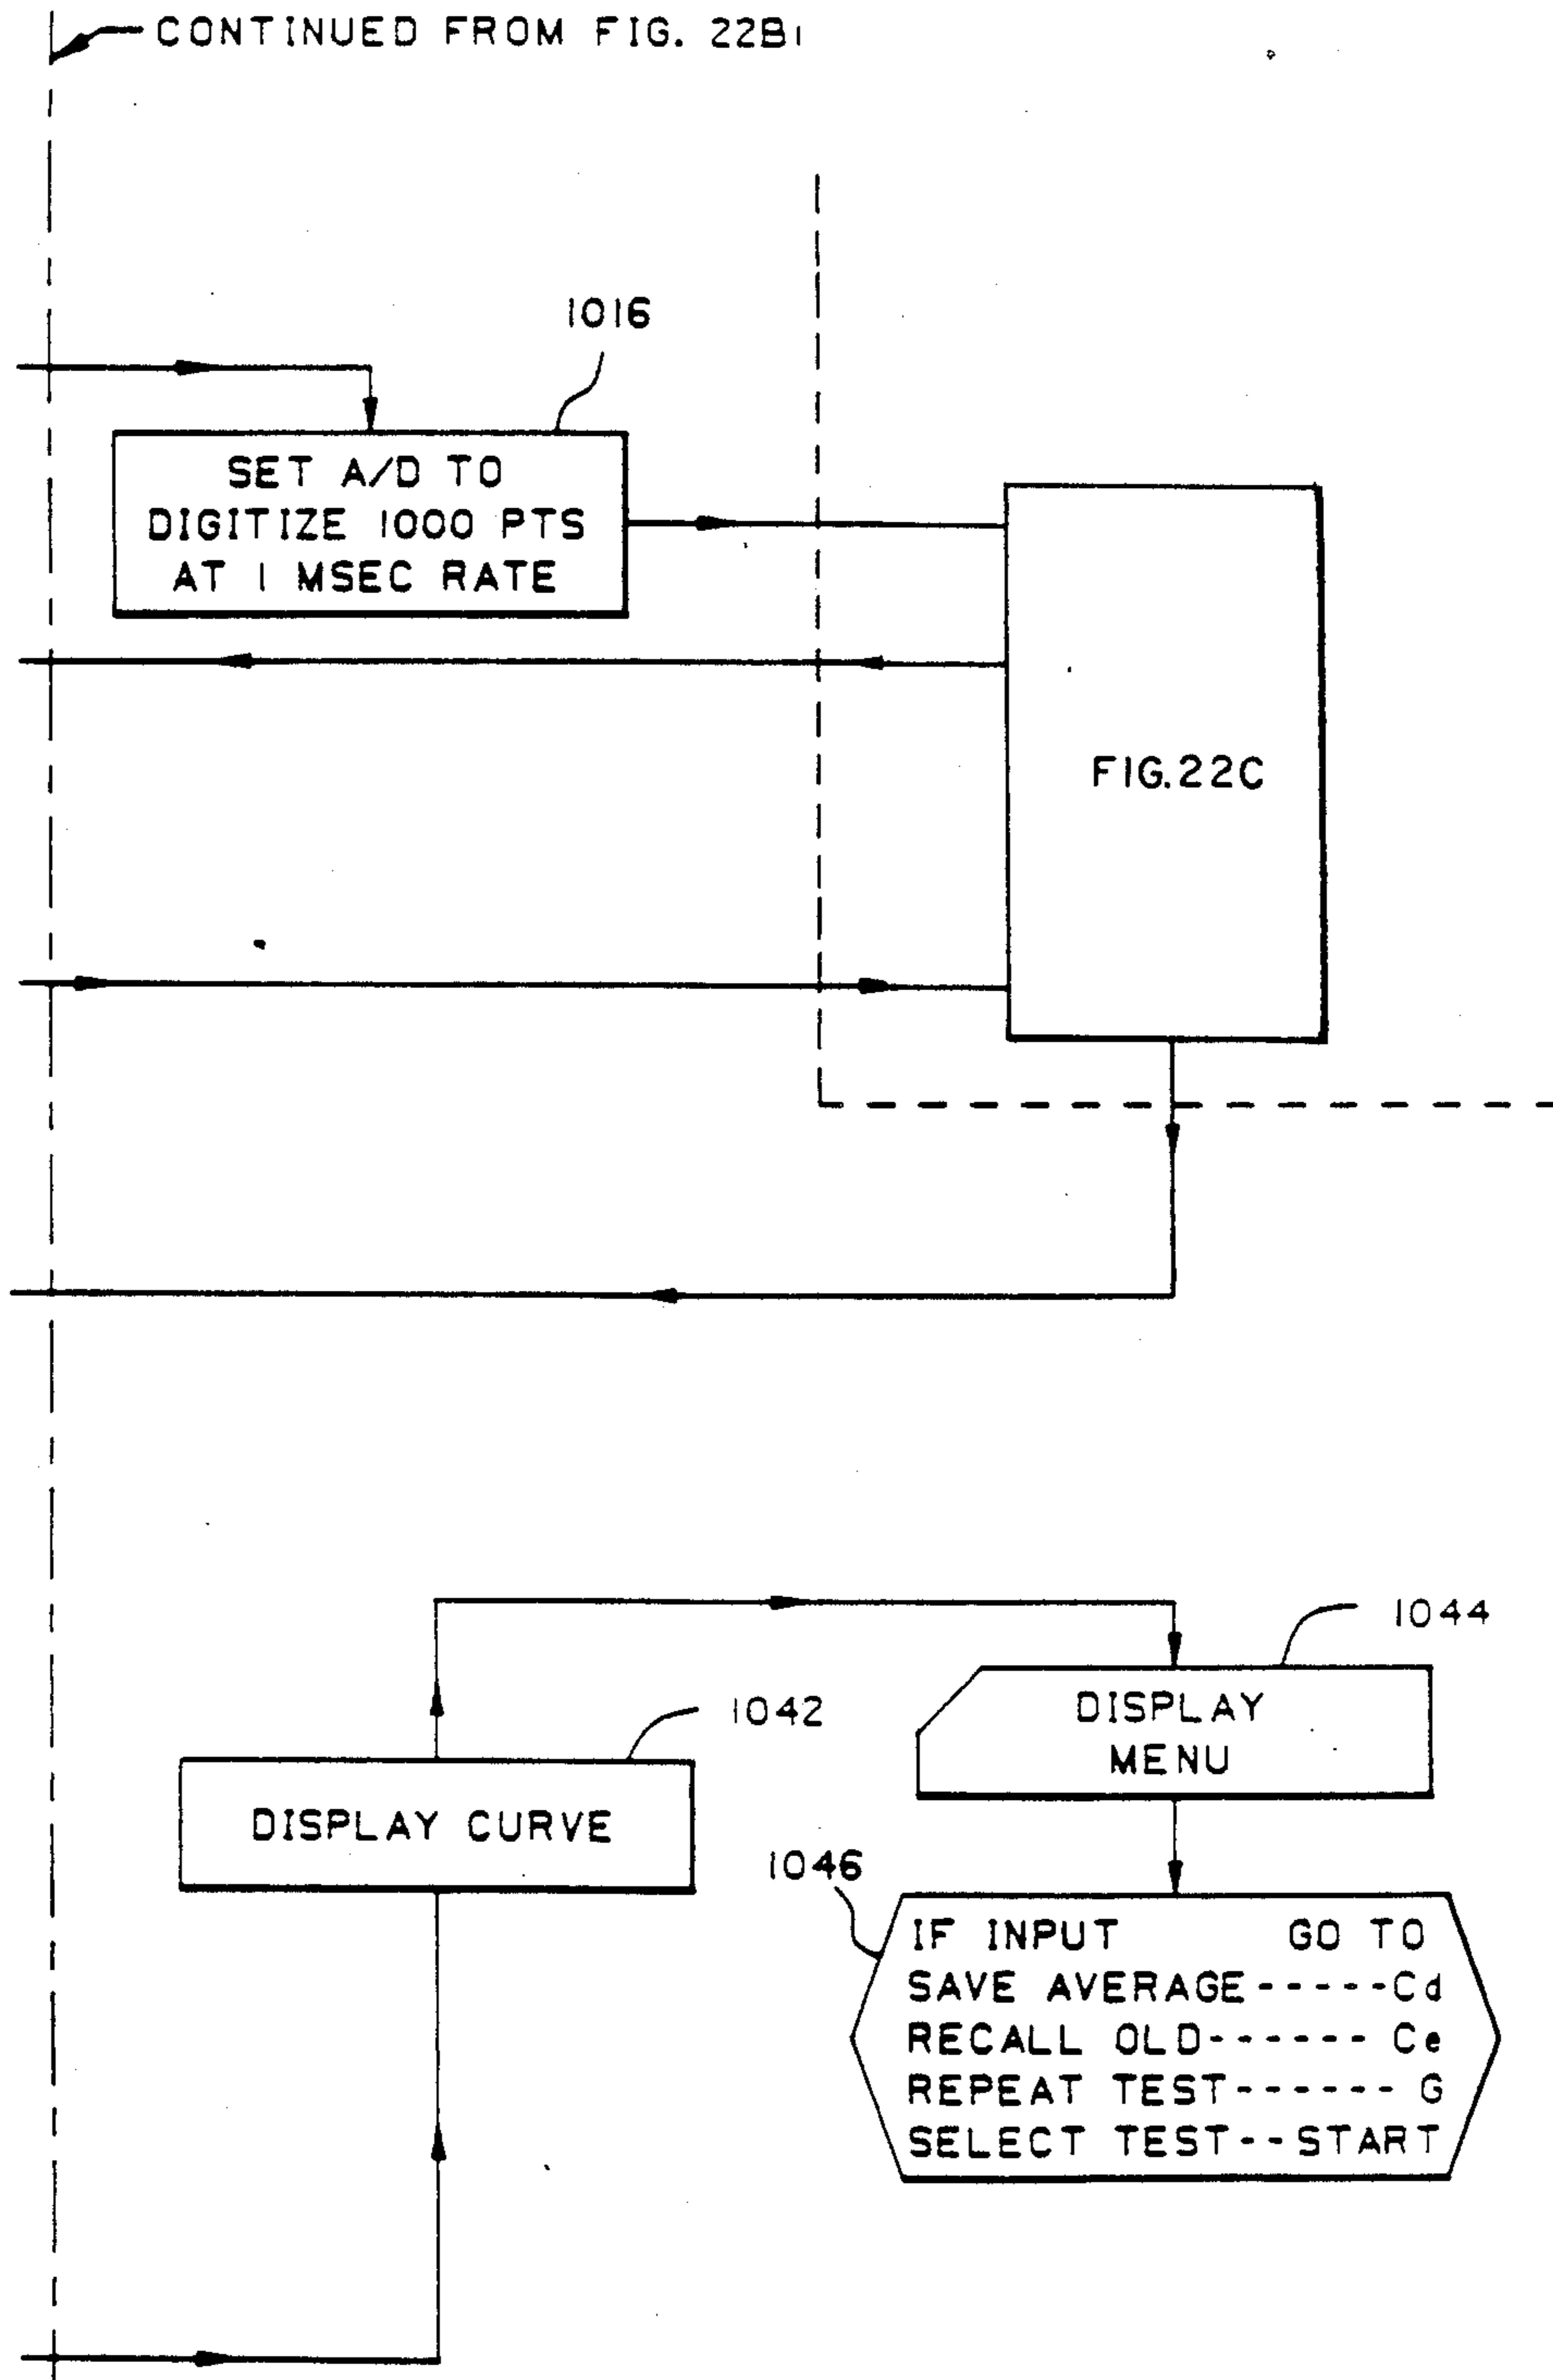 CONTINUED FROM FIG. 22B1
1016
SET A/D TO
DIGITIZE 1000 PTS
AT 1 MSEC RATE
FIG.22C
1044
DISPLAY
MENU
1042
DISPLAY CURVE
1046
IF INPUT GO TO
SAVE AVERAGE-----Cd
RECALL OLD------ Ce
REPEAT TEST------ G
SELECT TEST--START